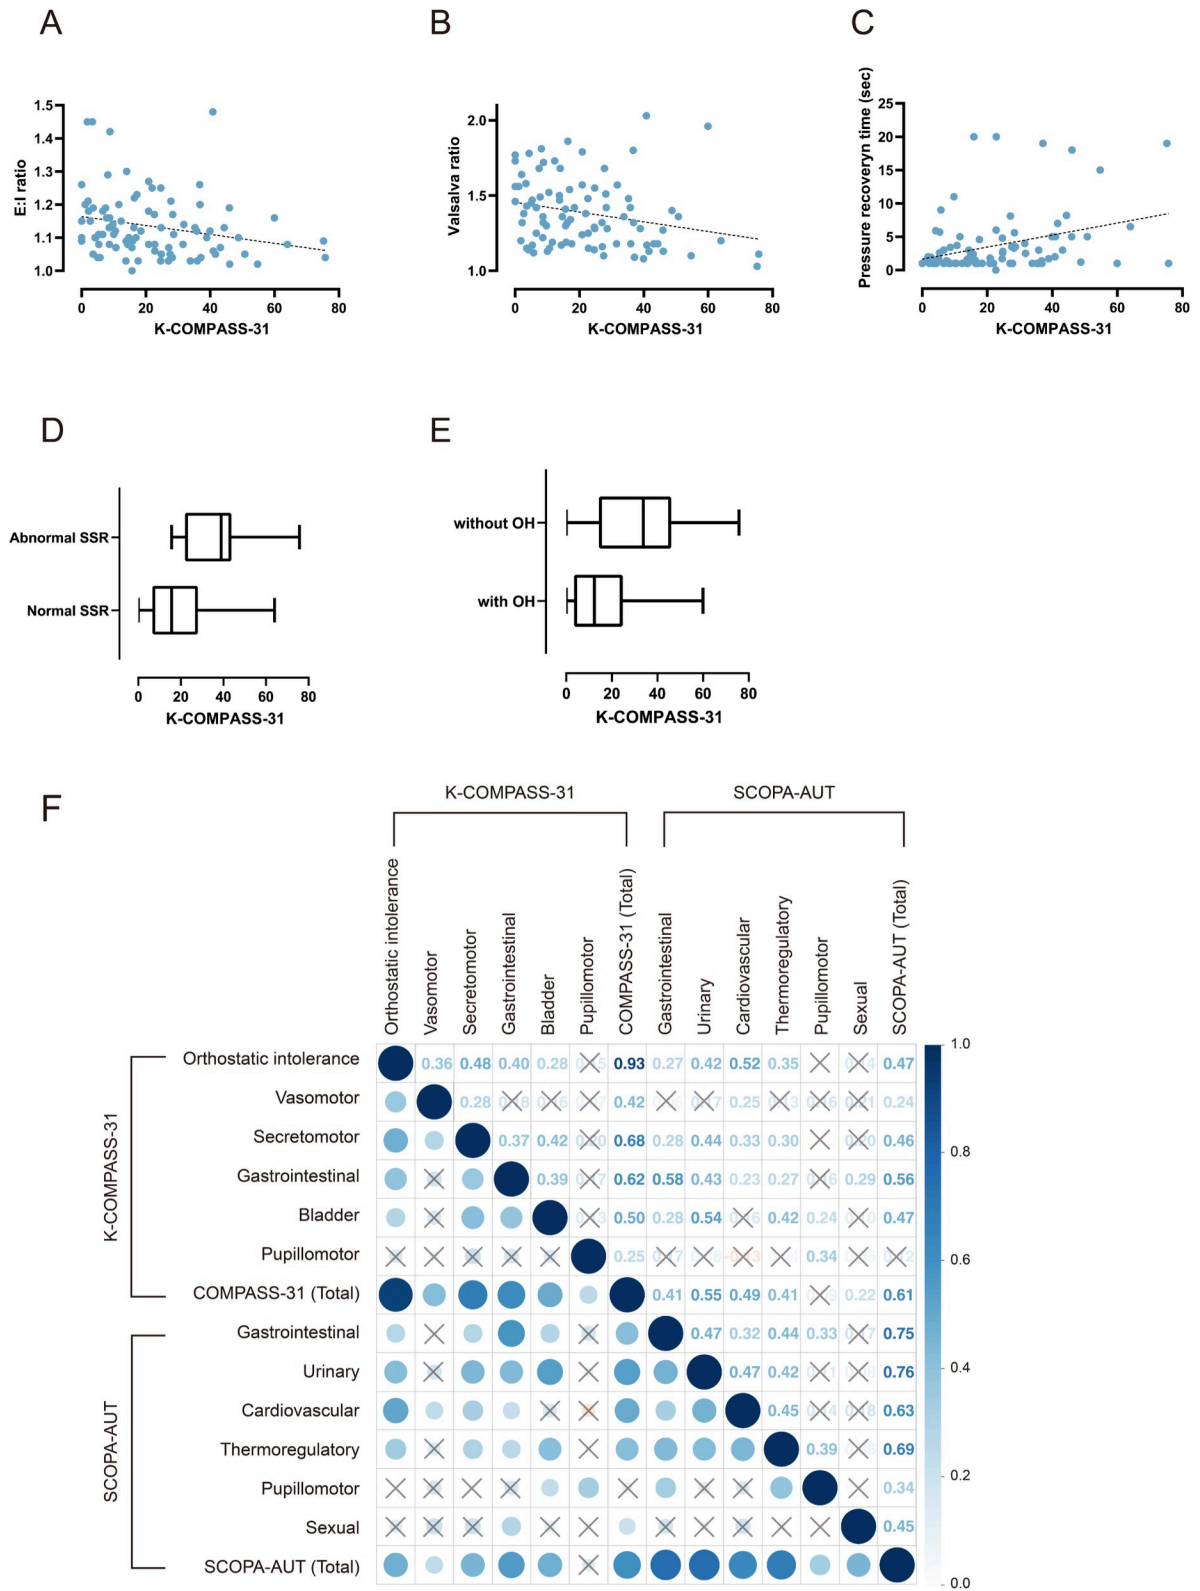 A
B
C
1.5
1.4
1.3
1.2
1.1
1.0
E:I ratio
0 20 40 60 80
K-COMPASS-31
2.0
1.5
1.0
Valsalva ratio
0 20 40 60 80
K-COMPASS-31
25
20
15
10
5
0
Pressure recoveryn time (sec)
0 20 40 60 80
K-COMPASS-31
D
Abnormal SSR
Normal SSR
0 20 40 60 80
K-COMPASS-31
E
without OH
with OH
0 20 40 60 80
K-COMPASS-31
F
K-COMPASS-31
SCOPA-AUT
Orthostatic intolerance
Vasomotor
Secretomotor
Gastrointestinal
Bladder
Pupillomotor
COMPASS-31 (Total)
Gastrointestinal
Urinary
Cardiovascular
Thermoregulatory
Pupillomotor
Sexual
SCOPA-AUT (Total)
K-COMPASS-31
SCOPA-AUT
Orthostatic intolerance 0.36 0.48 0.40 0.28 0.93 0.27 0.42 0.52 0.35 0.47
Vasomotor 0.28 0.42 0.25 0.24
Secretomotor 0.37 0.42 0.68 0.28 0.44 0.33 0.30 0.46
Gastrointestinal 0.39 0.62 0.58 0.43 0.23 0.27 0.29 0.56
Bladder 0.50 0.28 0.54 0.42 0.24 0.47
Pupillomotor 0.25 0.34
COMPASS-31 (Total) 0.41 0.55 0.49 0.41 0.22 0.61
Gastrointestinal 0.47 0.32 0.44 0.33 0.75
Urinary 0.47 0.42 0.76
Cardiovascular 0.45 0.63
Thermoregulatory 0.39 0.69
Pupillomotor 0.34
Sexual 0.45
SCOPA-AUT (Total)
1.0
0.8
0.6
0.4
0.2
0.0